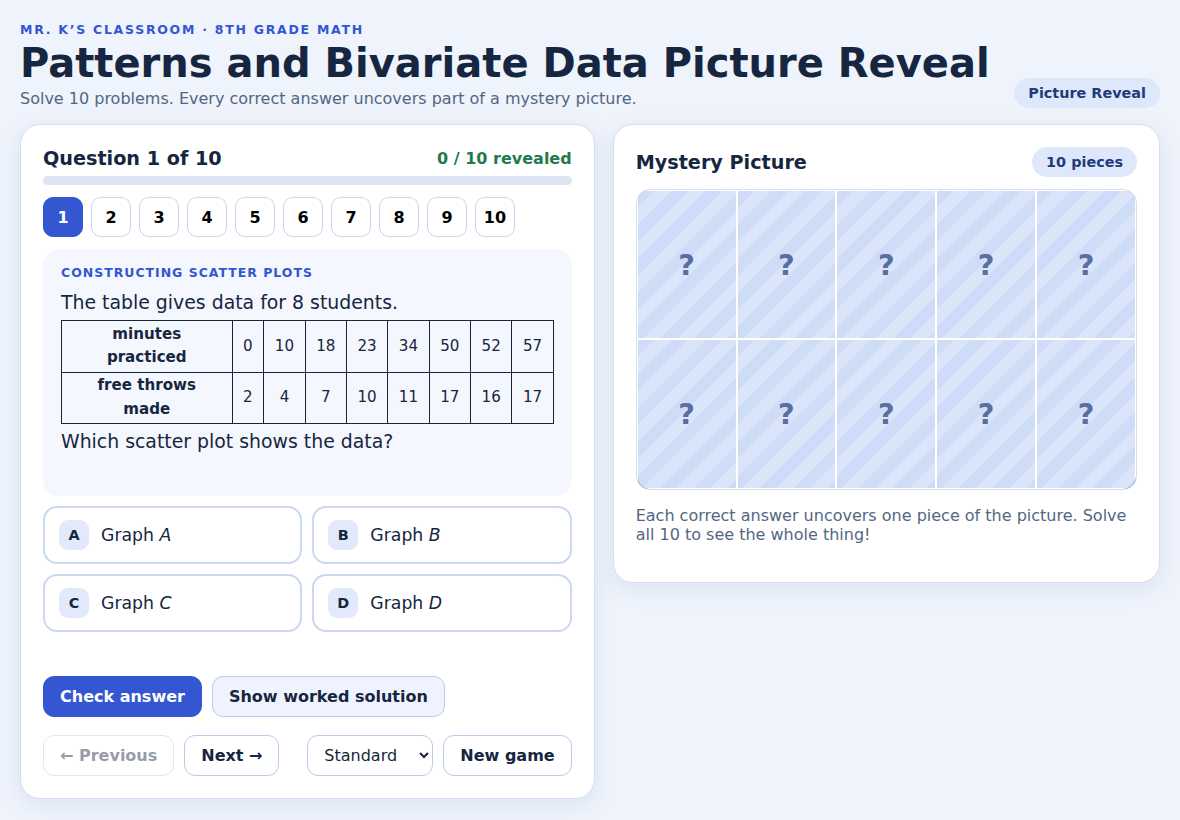 MR. K’S CLASSROOM · 8TH GRADE MATH
Patterns and Bivariate Data Picture Reveal
Solve 10 problems. Every correct answer uncovers part of a mystery picture.
Picture Reveal
Question 1 of 10
0 / 10 revealed
1 2 3 4 5 6 7 8 9 10
CONSTRUCTING SCATTER PLOTS
The table gives data for 8 students.
minutes practiced 0 10 18 23 34 50 52 57
free throws made 2 4 7 10 11 17 16 17
Which scatter plot shows the data?
A Graph A
B Graph B
C Graph C
D Graph D
Check answer
Show worked solution
← Previous
Next →
Standard
New game
Mystery Picture
10 pieces
? ? ? ? ?
? ? ? ? ?
Each correct answer uncovers one piece of the picture. Solve
all 10 to see the whole thing!